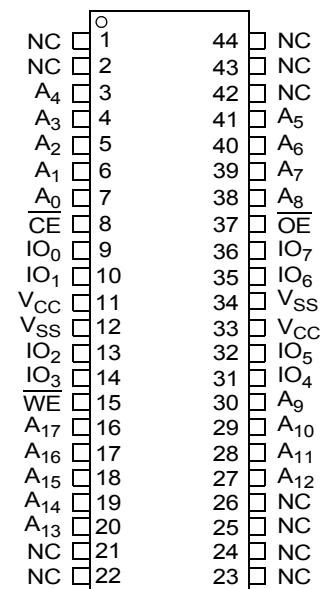 NC 1 44 NC
NC 2 43 NC
A4 3 42 NC
A3 4 41 A5
A2 5 40 A6
A1 6 39 A7
A0 7 38 A8
C̅E̅ 8 37 O̅E̅
IO0 9 36 IO7
IO1 10 35 IO6
VCC 11 34 VSS
VSS 12 33 VCC
IO2 13 32 IO5
IO3 14 31 IO4
W̅E̅ 15 30 A9
A17 16 29 A10
A16 17 28 A11
A15 18 27 A12
A14 19 26 NC
A13 20 25 NC
NC 21 24 NC
NC 22 23 NC